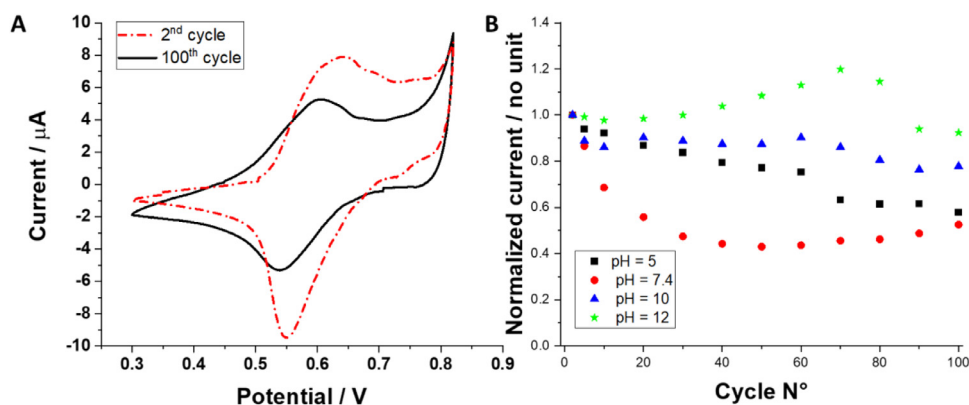 A
2nd cycle
100th cycle
Current / μA
10
8
6
4
2
0
-2
-4
-6
-8
-10
0.3
0.4
0.5
0.6
0.7
0.8
0.9
Potential / V
B
Normalized current / no unit
1.4
1.2
1.0
0.8
0.6
0.4
0.2
0.0
pH = 5
pH = 7.4
pH = 10
pH = 12
0
20
40
60
80
100
Cycle N°